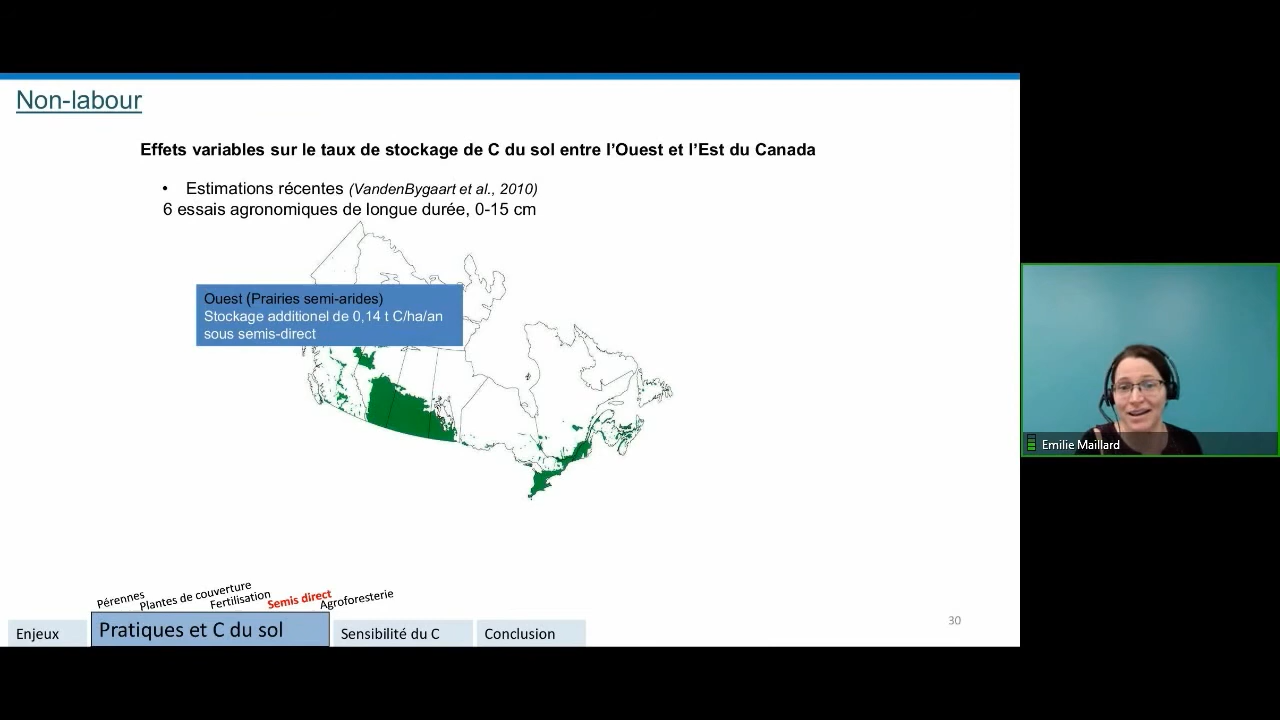 Non-labour
Effets variables sur le taux de stockage de C du sol entre l'Ouest et l'Est du Canada
• Estimations récentes (VandenBygaart et al., 2010)
6 essais agronomiques de longue durée, 0-15 cm
Ouest (Prairies semi-arides)
Stockage additionel de 0,14 t C/ha/an
sous semis-direct
Emilie Maillard
Pérennes
Plantes de couverture
Fertilisation
Semis direct
Agroforesterie
Enjeux
Pratiques et C du sol
Sensibilité du C
Conclusion
30